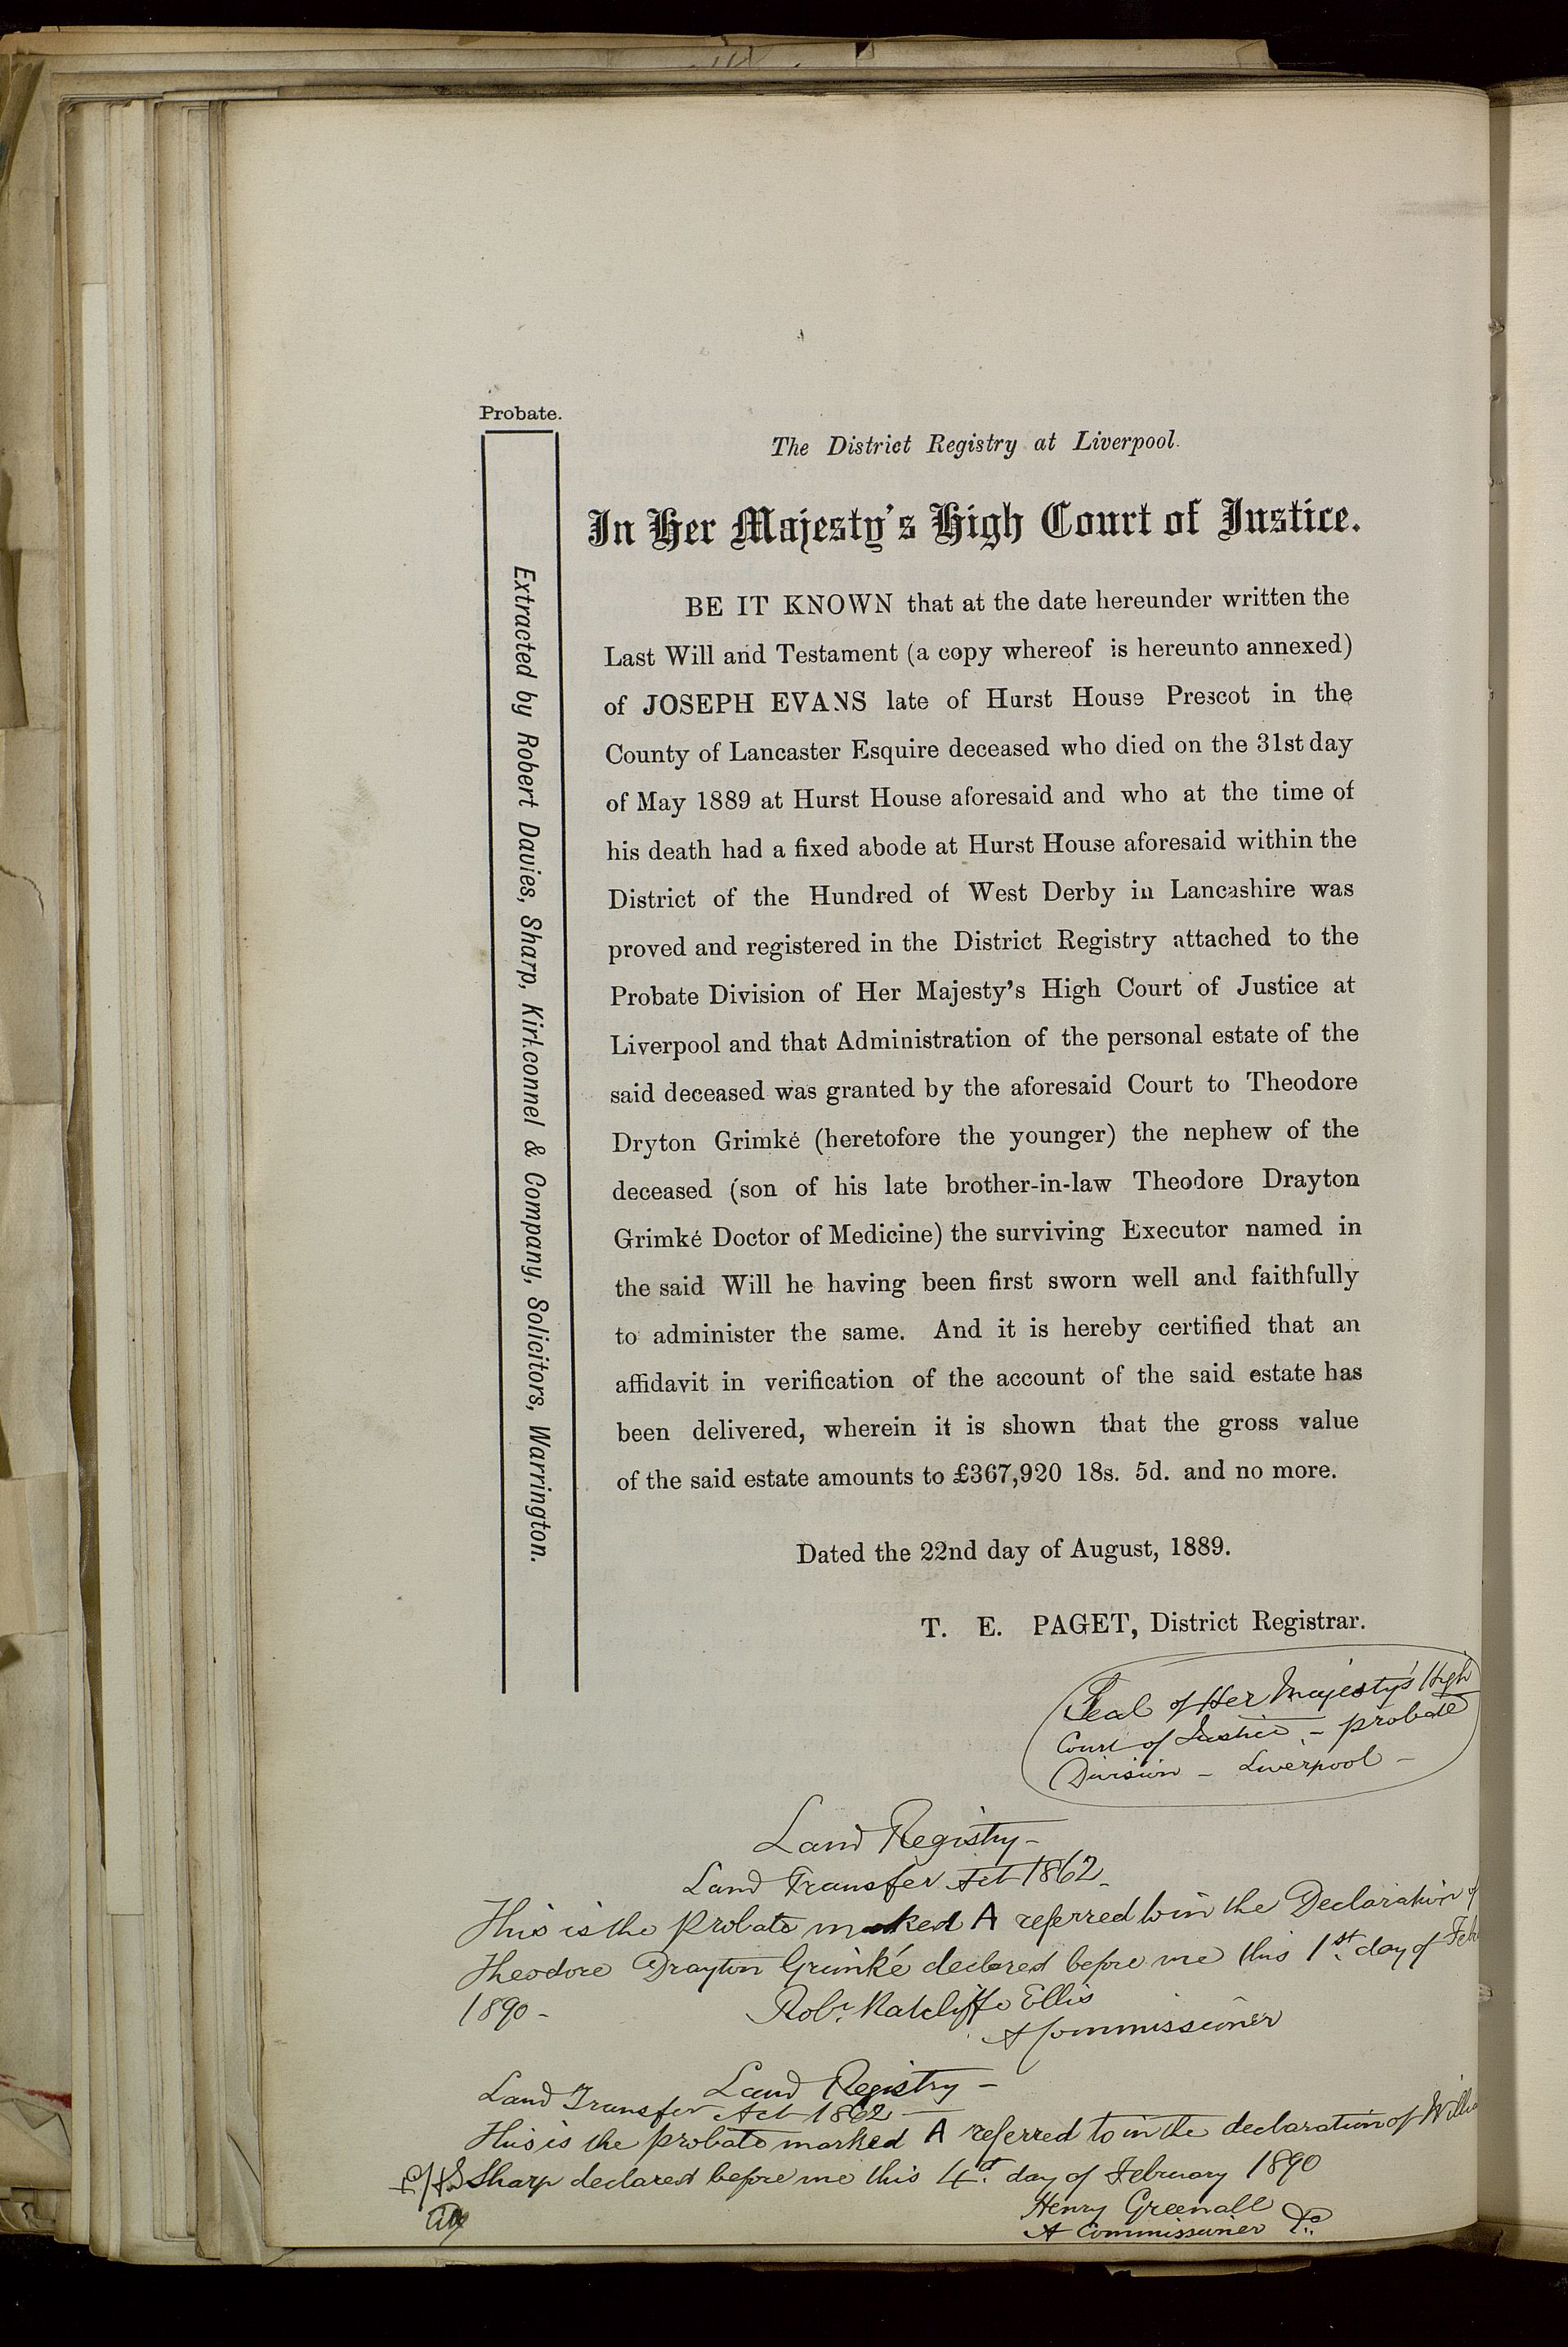 Probate.
Extracted by Robert Davies, Sharp, Kirkconnel & Company, Solicitors, Warrington.
The District Registry at Liverpool.
In Her Majesty's High Court of Justice.
BE IT KNOWN that at the date hereunder written the
Last Will and Testament (a copy whereof is hereunto annexed)
of JOSEPH EVANS late of Hurst House Prescot in the
County of Lancaster Esquire deceased who died on the 31st day
of May 1889 at Hurst House aforesaid and who at the time of
his death had a fixed abode at Hurst House aforesaid within the
District of the Hundred of West Derby in Lancashire was
proved and registered in the District Registry attached to the
Probate Division of Her Majesty's High Court of Justice at
Liverpool and that Administration of the personal estate of the
said deceased was granted by the aforesaid Court to Theodore
Dryton Grimké (heretofore the younger) the nephew of the
deceased (son of his late brother-in-law Theodore Drayton
Grimké Doctor of Medicine) the surviving Executor named in
the said Will he having been first sworn well and faithfully
to administer the same. And it is hereby certified that an
affidavit in verification of the account of the said estate has
been delivered, wherein it is shown that the gross value
of the said estate amounts to £367,920 18s. 5d. and no more.
Dated the 22nd day of August, 1889.
T. E. PAGET, District Registrar.
Seal of Her Majesty's High
Court of Justice - probate
Division - Liverpool -
Land Registry -
Land Transfer Act 1862 -
This is the Probate marked A referred to in the Declaration of
Theodore Drayton Grimké declared before me this 1st day of Feb
1890 -
Robt. Ratcliffe Ellis
A Commissioner
Land Registry -
Land Transfer Act 1862 -
This is the probate marked A referred to in the declaration of Willia
Sharp declared before me this 4th day of February 1890
Henry Greenall
A Commissioner &c